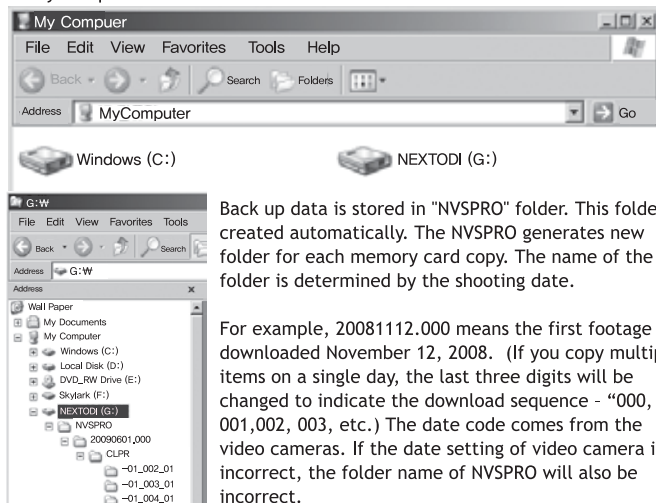 My Compuer
File Edit View Favorites Tools Help
Back Search Folders
Address MyComputer Go
Windows (C:) NEXTODI (G:)
G:₩
File Edit View Favorites Tools
Back Search
Address G:₩
Address x
Wall Paper
My Documents
My Computer
Windows (C:)
Local Disk (D:)
DVD_RW Drive (E:)
Skylark (F:)
NEXTODI (G:)
NVSPRO
20090601,000
CLPR
-01_002_01
-01_003_01
-01_004_01
Back up data is stored in "NVSPRO" folder. This folde
created automatically. The NVSPRO generates new
folder for each memory card copy. The name of the
folder is determined by the shooting date.
For example, 20081112.000 means the first footage
downloaded November 12, 2008. (If you copy multip
items on a single day, the last three digits will be
changed to indicate the download sequence - “000,
001,002, 003, etc.) The date code comes from the
video cameras. If the date setting of video camera i
incorrect, the folder name of NVSPRO will also be
incorrect.